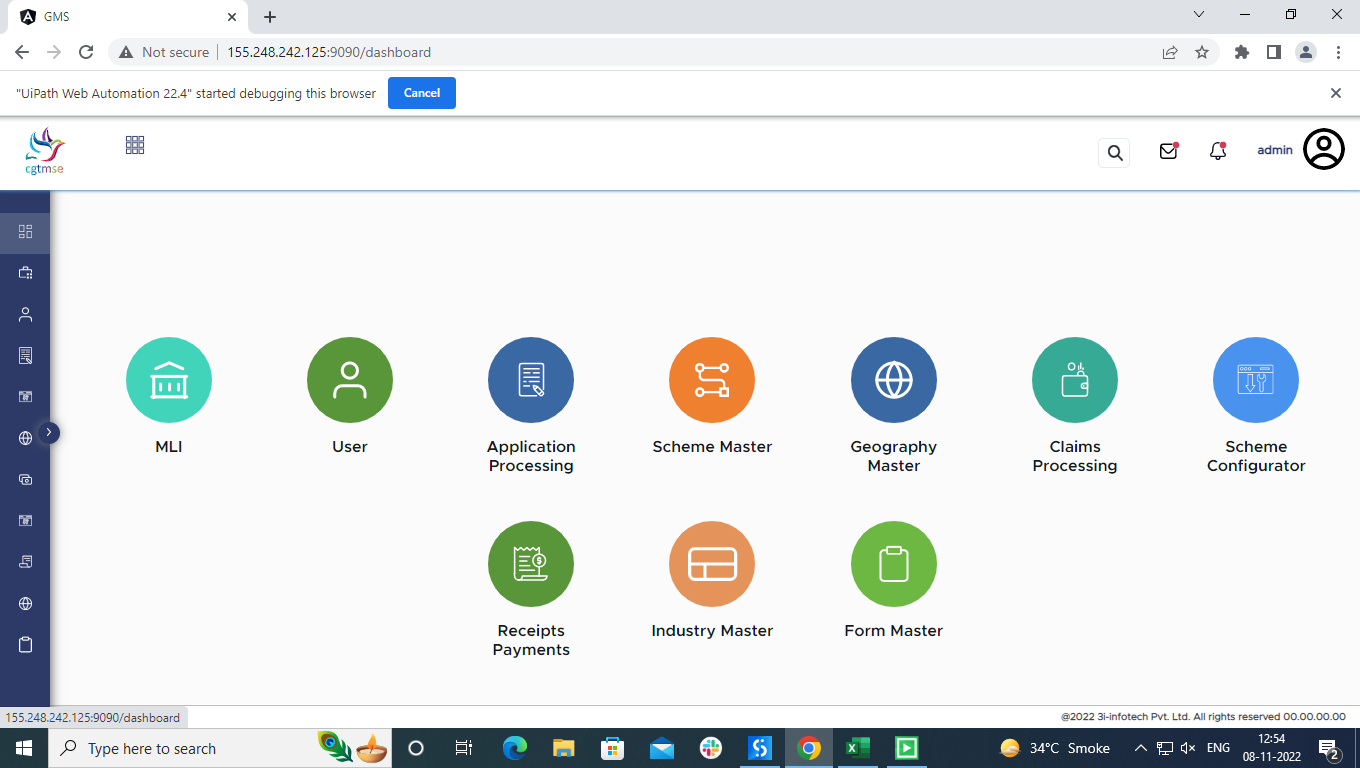 GMS
Not secure 155.248.242.125:9090/dashboard
"UiPath Web Automation 22.4" started debugging this browser Cancel
cgtmse
admin
MLI
User
Application
Processing
Scheme Master
Geography
Master
Claims
Processing
Scheme
Configurator
Receipts
Payments
Industry Master
Form Master
155.248.242.125:9090/dashboard
@2022 3i-infotech Pvt. Ltd. All rights reserved 00.00.00.00
Type here to search
34°C Smoke
ENG
12:54
08-11-2022
2